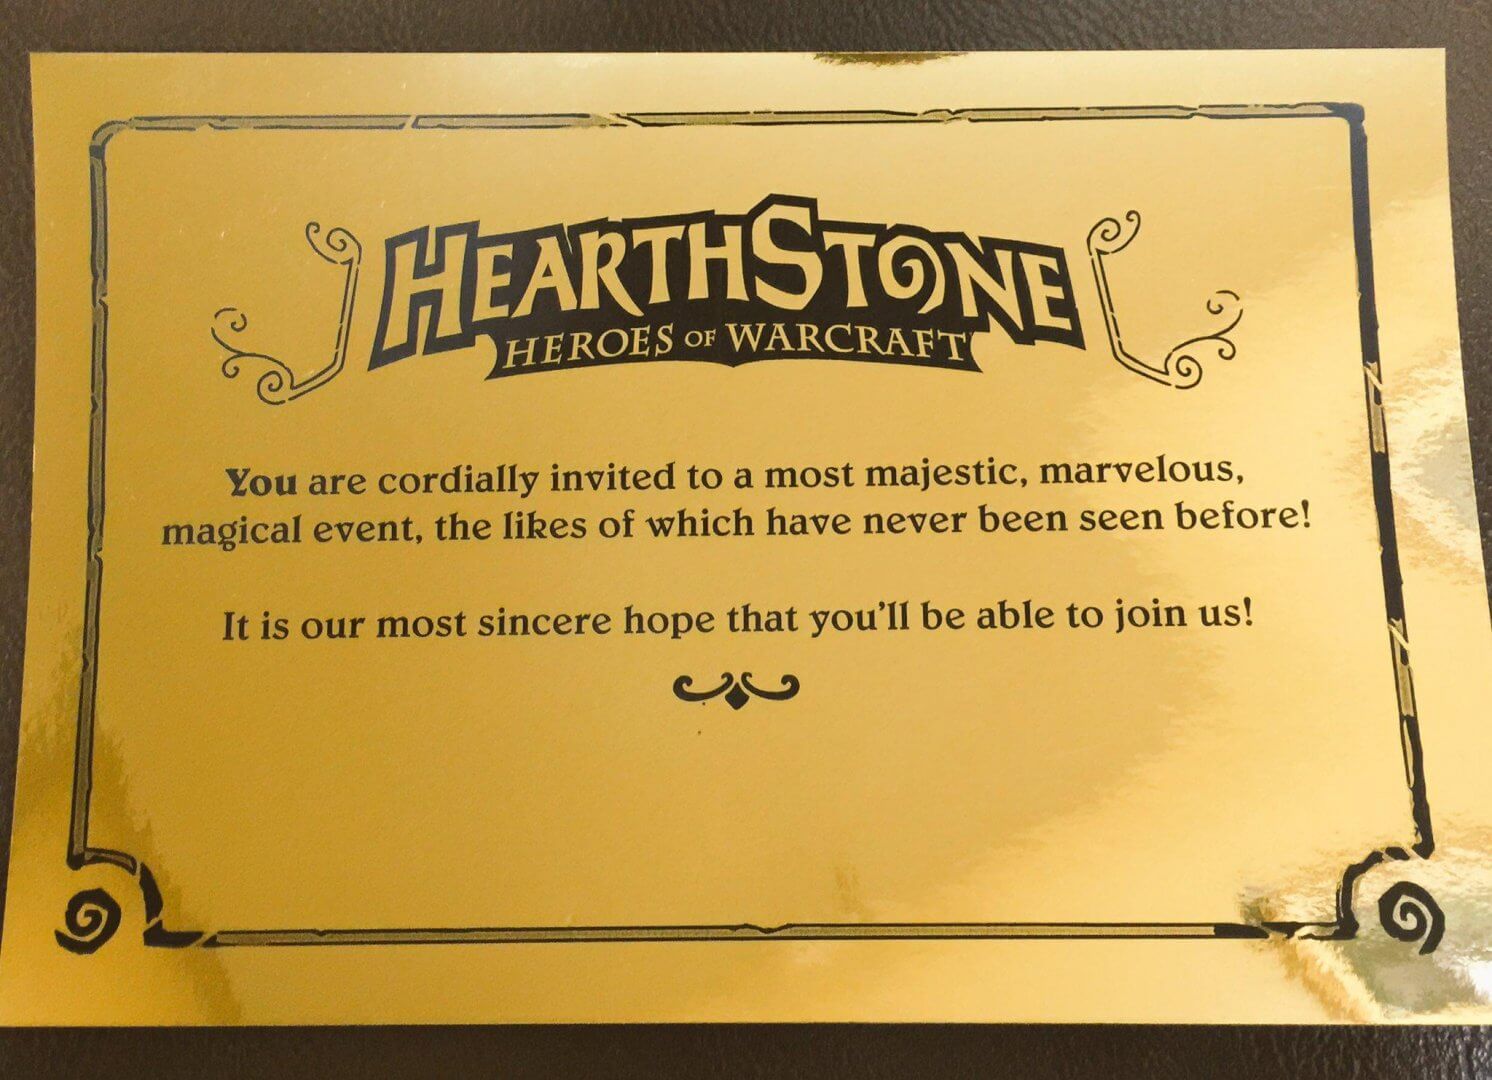 HEARTHSTONE
HEROES OF WARCRAFT
You are cordially invited to a most majestic, marvelous,
magical event, the likes of which have never been seen before!
It is our most sincere hope that you'll be able to join us!